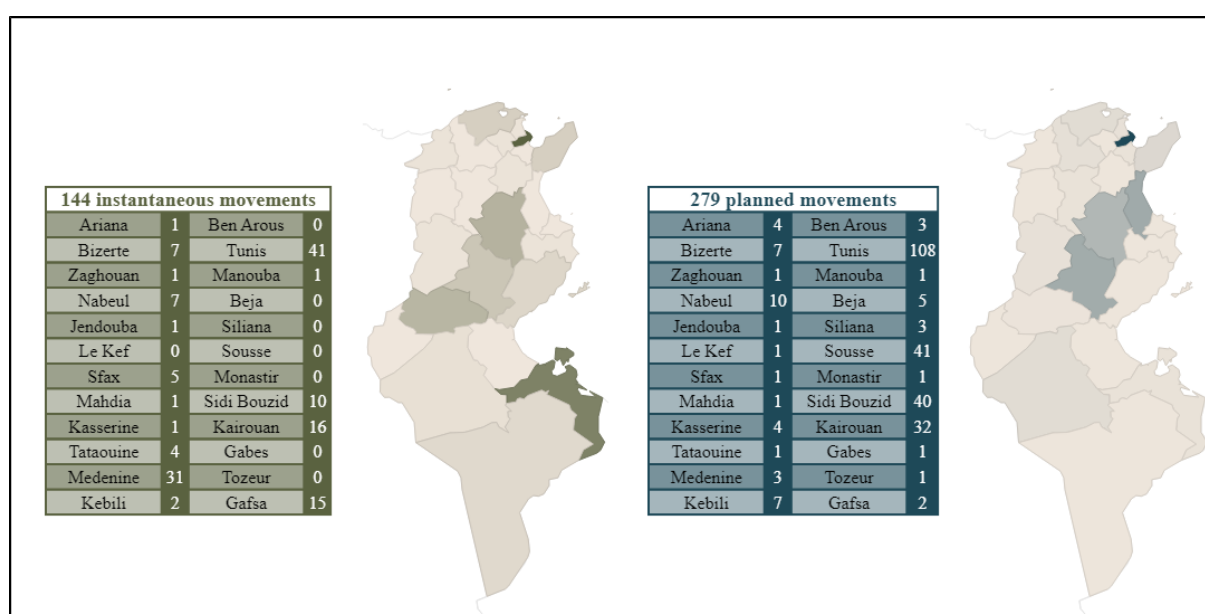 144 instantaneous movements
Ariana 1 Ben Arous 0
Bizerte 7 Tunis 41
Zaghouan 1 Manouba 1
Nabeul 7 Beja 0
Jendouba 1 Siliana 0
Le Kef 0 Sousse 0
Sfax 5 Monastir 0
Mahdia 1 Sidi Bouzid 10
Kasserine 1 Kairouan 16
Tataouine 4 Gabes 0
Medenine 31 Tozeur 0
Kebili 2 Gafsa 15
279 planned movements
Ariana 4 Ben Arous 3
Bizerte 7 Tunis 108
Zaghouan 1 Manouba 1
Nabeul 10 Beja 5
Jendouba 1 Siliana 3
Le Kef 1 Sousse 41
Sfax 1 Monastir 1
Mahdia 1 Sidi Bouzid 40
Kasserine 4 Kairouan 32
Tataouine 1 Gabes 1
Medenine 3 Tozeur 1
Kebili 7 Gafsa 2